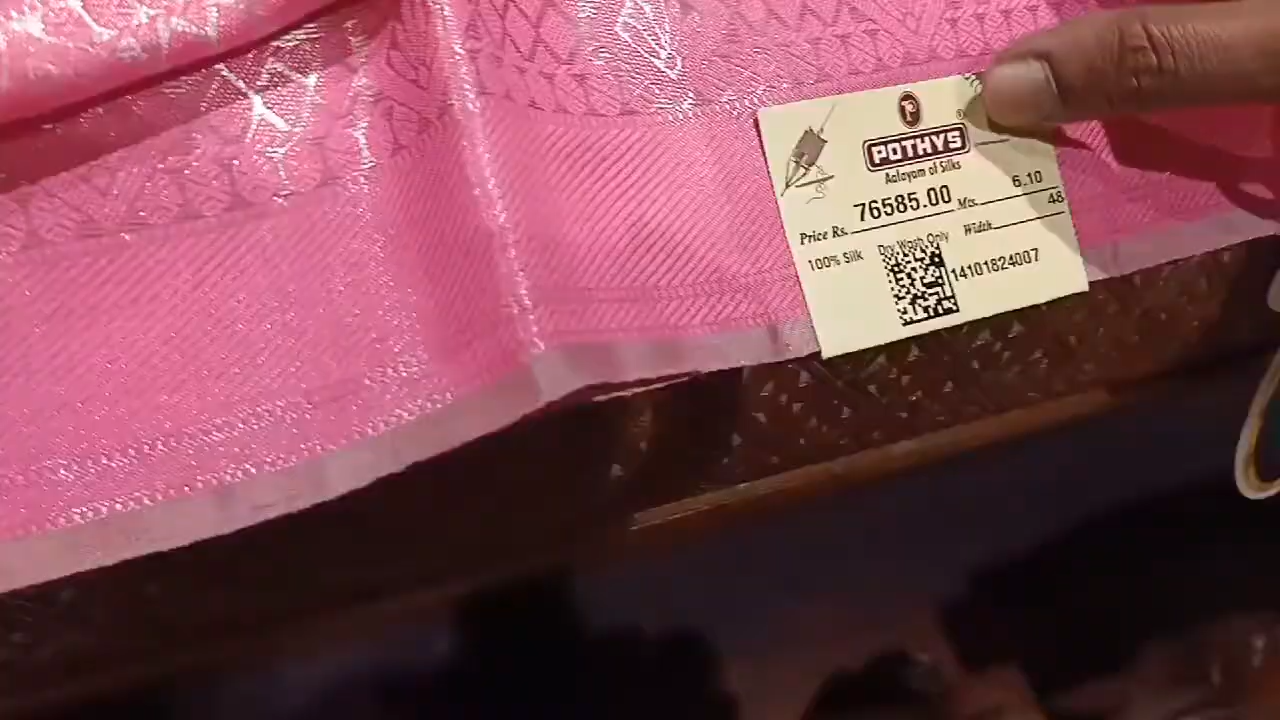 P
POTHYS®
Aalayam of Silks
Price Rs. 76585.00 Mts. 6.10
100% Silk Dry Wash Only Width 48
14101824007